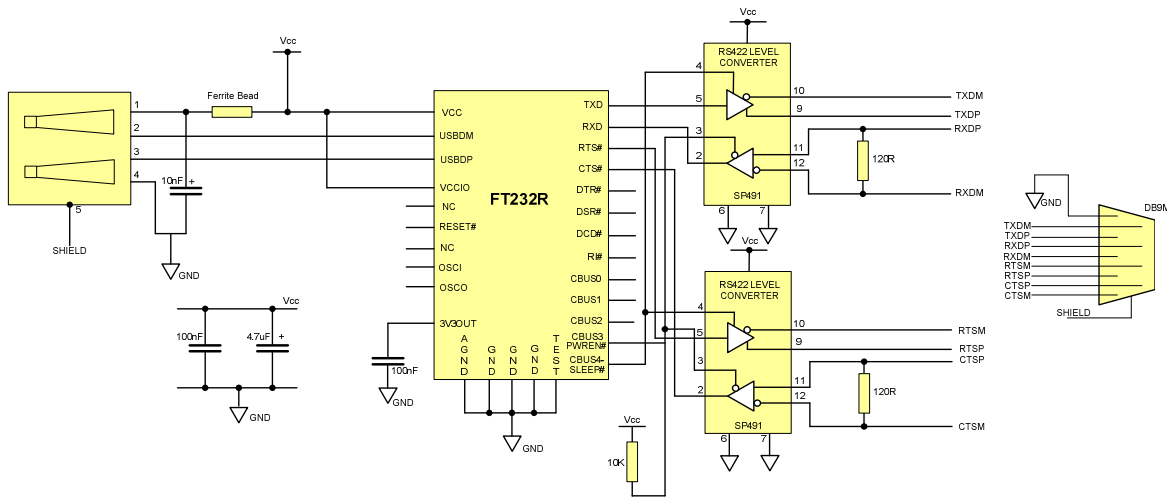 Vcc
Ferrite Bead
1
2
3
4
5
SHIELD
10nF +
GND
Vcc
100nF
4.7uF +
GND
FT232R
VCC
USBDM
USBDP
VCCIO
NC
RESET#
NC
OSCI
OSCO
3V3OUT
100nF
GND
AGND
GND
GND
GND
TEST
GND
TXD
RXD
RTS#
CTS#
DTR#
DSR#
DCD#
RI#
CBUS0
CBUS1
CBUS2
CBUS3
PWREN#
CBUS4-
SLEEP#
Vcc
10K
Vcc
RS422 LEVEL
CONVERTER
4
5
3
2
10
9
11
12
SP491
6
7
TXDM
TXDP
RXDP
120R
RXDM
Vcc
RS422 LEVEL
CONVERTER
4
5
3
2
10
9
11
12
SP491
6
7
RTSM
RTSP
CTSP
120R
CTSM
GND
DB9M
TXDM
TXDP
RXDP
RXDM
RTSM
RTSP
CTSP
CTSM
SHIELD